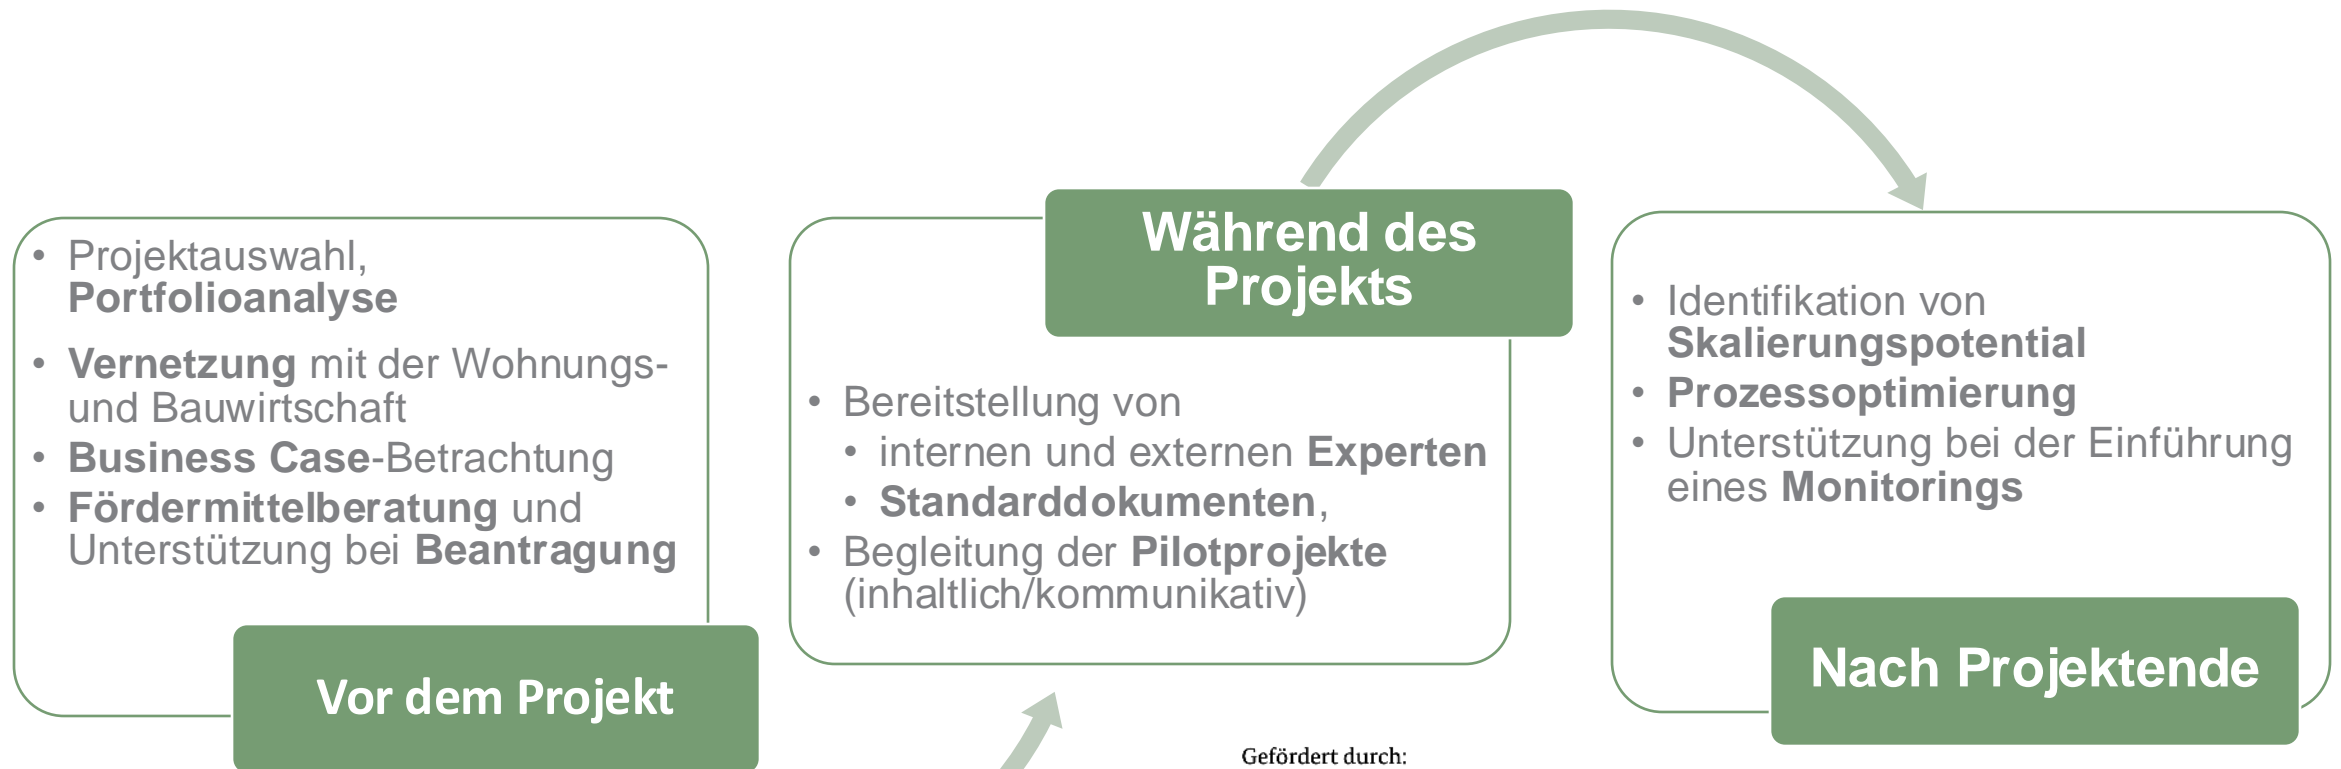 • Projektauswahl,
Portfolioanalyse
• Vernetzung mit der Wohnungs-
und Bauwirtschaft
• Business Case-Betrachtung
• Fördermittelberatung und
Unterstützung bei Beantragung
Vor dem Projekt
Während des
Projekts
• Bereitstellung von
• internen und externen Experten
• Standarddokumenten,
• Begleitung der Pilotprojekte
(inhaltlich/kommunikativ)
• Identifikation von
Skalierungspotential
• Prozessoptimierung
• Unterstützung bei der Einführung
eines Monitorings
Nach Projektende
Gefördert durch: